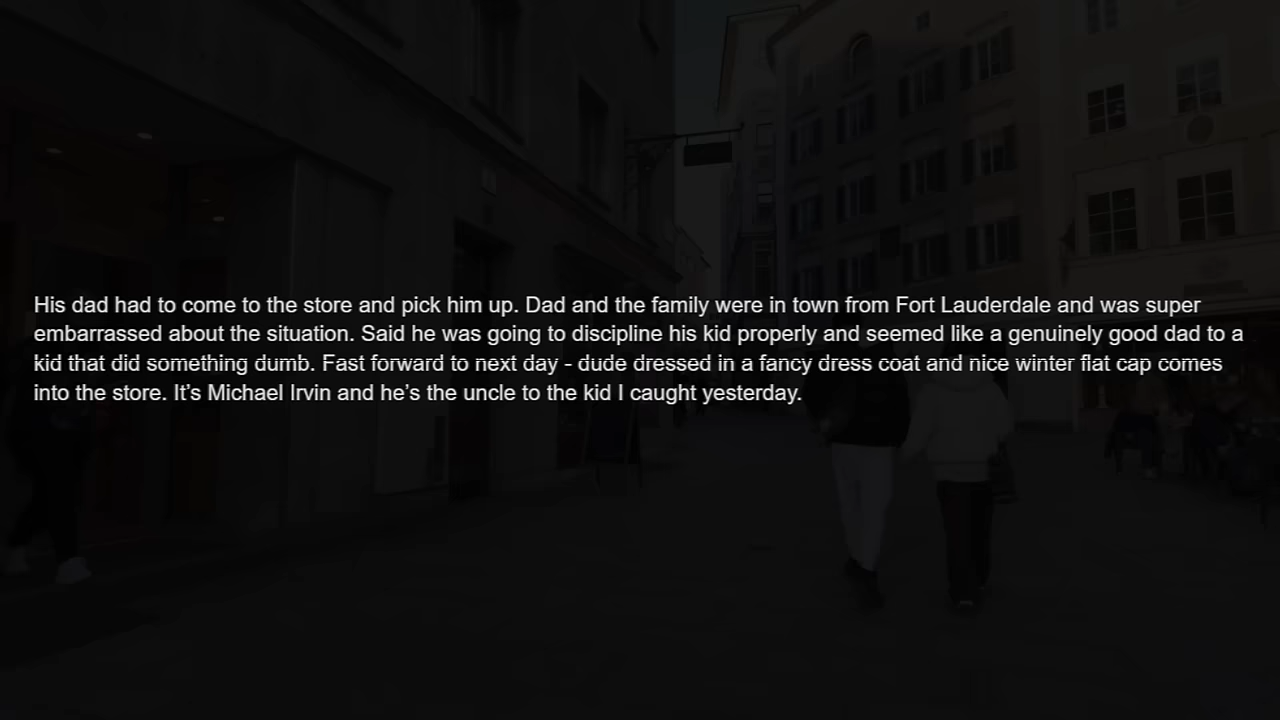 His dad had to come to the store and pick him up. Dad and the family were in town from Fort Lauderdale and was super
embarrassed about the situation. Said he was going to discipline his kid properly and seemed like a genuinely good dad to a
kid that did something dumb. Fast forward to next day - dude dressed in a fancy dress coat and nice winter flat cap comes
into the store. It’s Michael Irvin and he’s the uncle to the kid I caught yesterday.